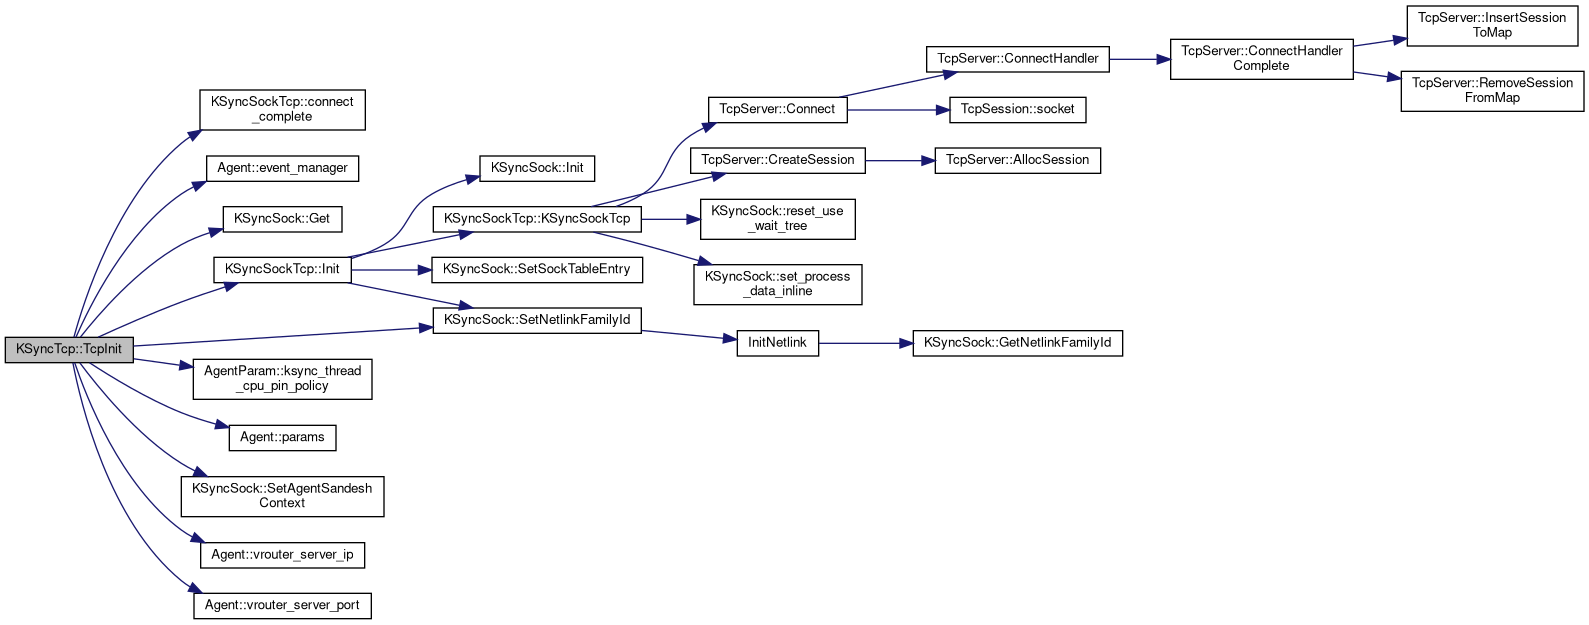 TcpServer::InsertSession
ToMap
TcpServer::ConnectHandler
TcpServer::ConnectHandler
Complete
TcpServer::RemoveSession
FromMap
KSyncSockTcp::connect
_complete
TcpServer::Connect
TcpSession::socket
Agent::event_manager
KSyncSock::Init
TcpServer::CreateSession
TcpServer::AllocSession
KSyncSock::Get
KSyncSockTcp::KSyncSockTcp
KSyncSock::reset_use
_wait_tree
KSyncSockTcp::Init
KSyncSock::SetSockTableEntry
KSyncSock::set_process
_data_inline
KSyncSock::SetNetlinkFamilyId
InitNetlink
KSyncSock::GetNetlinkFamilyId
KSyncTcp::TcpInit
AgentParam::ksync_thread
_cpu_pin_policy
Agent::params
KSyncSock::SetAgentSandesh
Context
Agent::vrouter_server_ip
Agent::vrouter_server_port